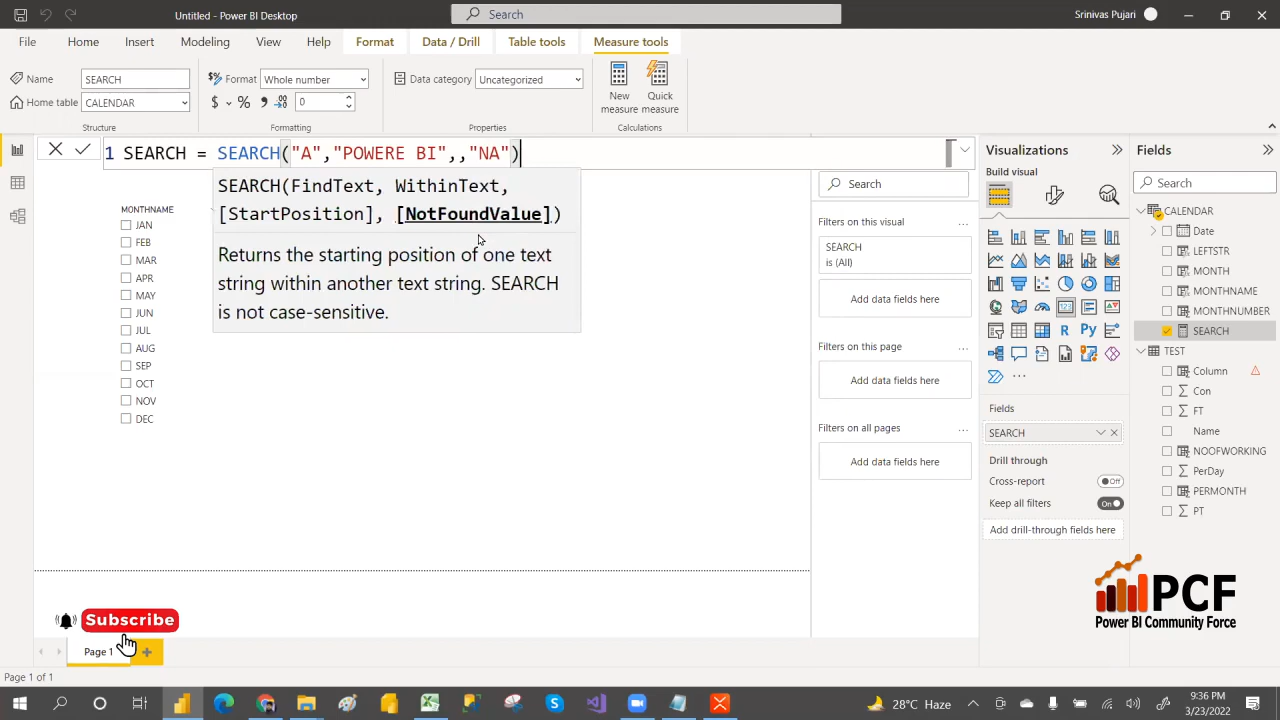 Untitled - Power BI Desktop
Search
Srinivas Pujari
File
Home
Insert
Modeling
View
Help
Format
Data / Drill
Table tools
Measure tools
Name
SEARCH
Home table
CALENDAR
Structure
Format
Whole number
$
%
0
Formatting
Data category
Uncategorized
Properties
New
measure
Quick
measure
Calculations
1 SEARCH = SEARCH("A","POWERE BI",,"NA")
SEARCH(FindText, WithinText,
[StartPosition], [NotFoundValue])
Returns the starting position of one text
string within another text string. SEARCH
is not case-sensitive.
MONTHNAME
JAN
FEB
MAR
APR
MAY
JUN
JUL
AUG
SEP
OCT
NOV
DEC
Search
Filters on this visual
...
SEARCH
is (All)
Add data fields here
Filters on this page
...
Add data fields here
Filters on all pages
...
Add data fields here
Visualizations
Build visual
R
Py
...
Fields
SEARCH
Drill through
Cross-report
Off
Keep all filters
On
Add drill-through fields here
Fields
Search
CALENDAR
Date
LEFTSTR
MONTH
MONTHNAME
MONTHNUMBER
SEARCH
TEST
Column
Con
FT
Name
NOOFWORKING
PerDay
PERMONTH
PT
PCF
Power BI Community Force
Subscribe
Page 1
Page 1 of 1
28°C Haze
9:36 PM
3/23/2022